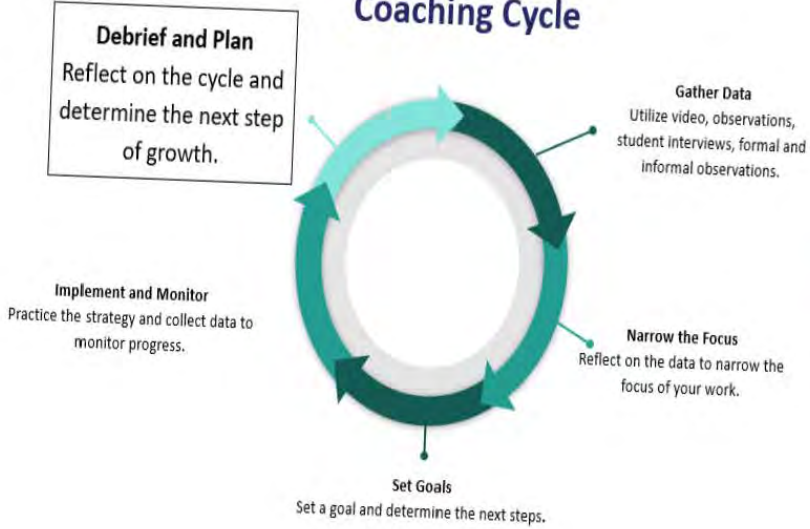 Coaching Cycle
Debrief and Plan
Reflect on the cycle and
determine the next step
of growth.
Gather Data
Utilize video, observations,
student interviews, formal and
informal observations.
Narrow the Focus
Reflect on the data to narrow the
focus of your work.
Set Goals
Set a goal and determine the next steps.
Implement and Monitor
Practice the strategy and collect data to
monitor progress.